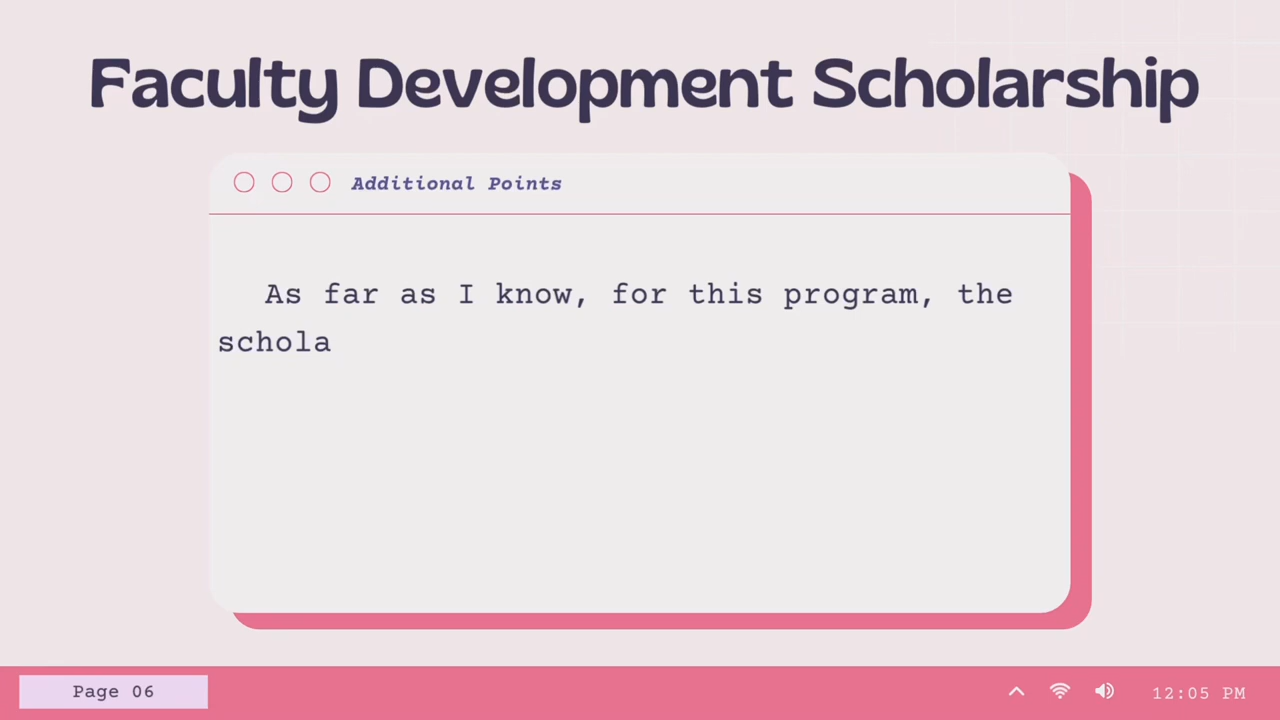 Faculty Development Scholarship
Additional Points
As far as I know, for this program, the
schola
Page 06
12:05 PM